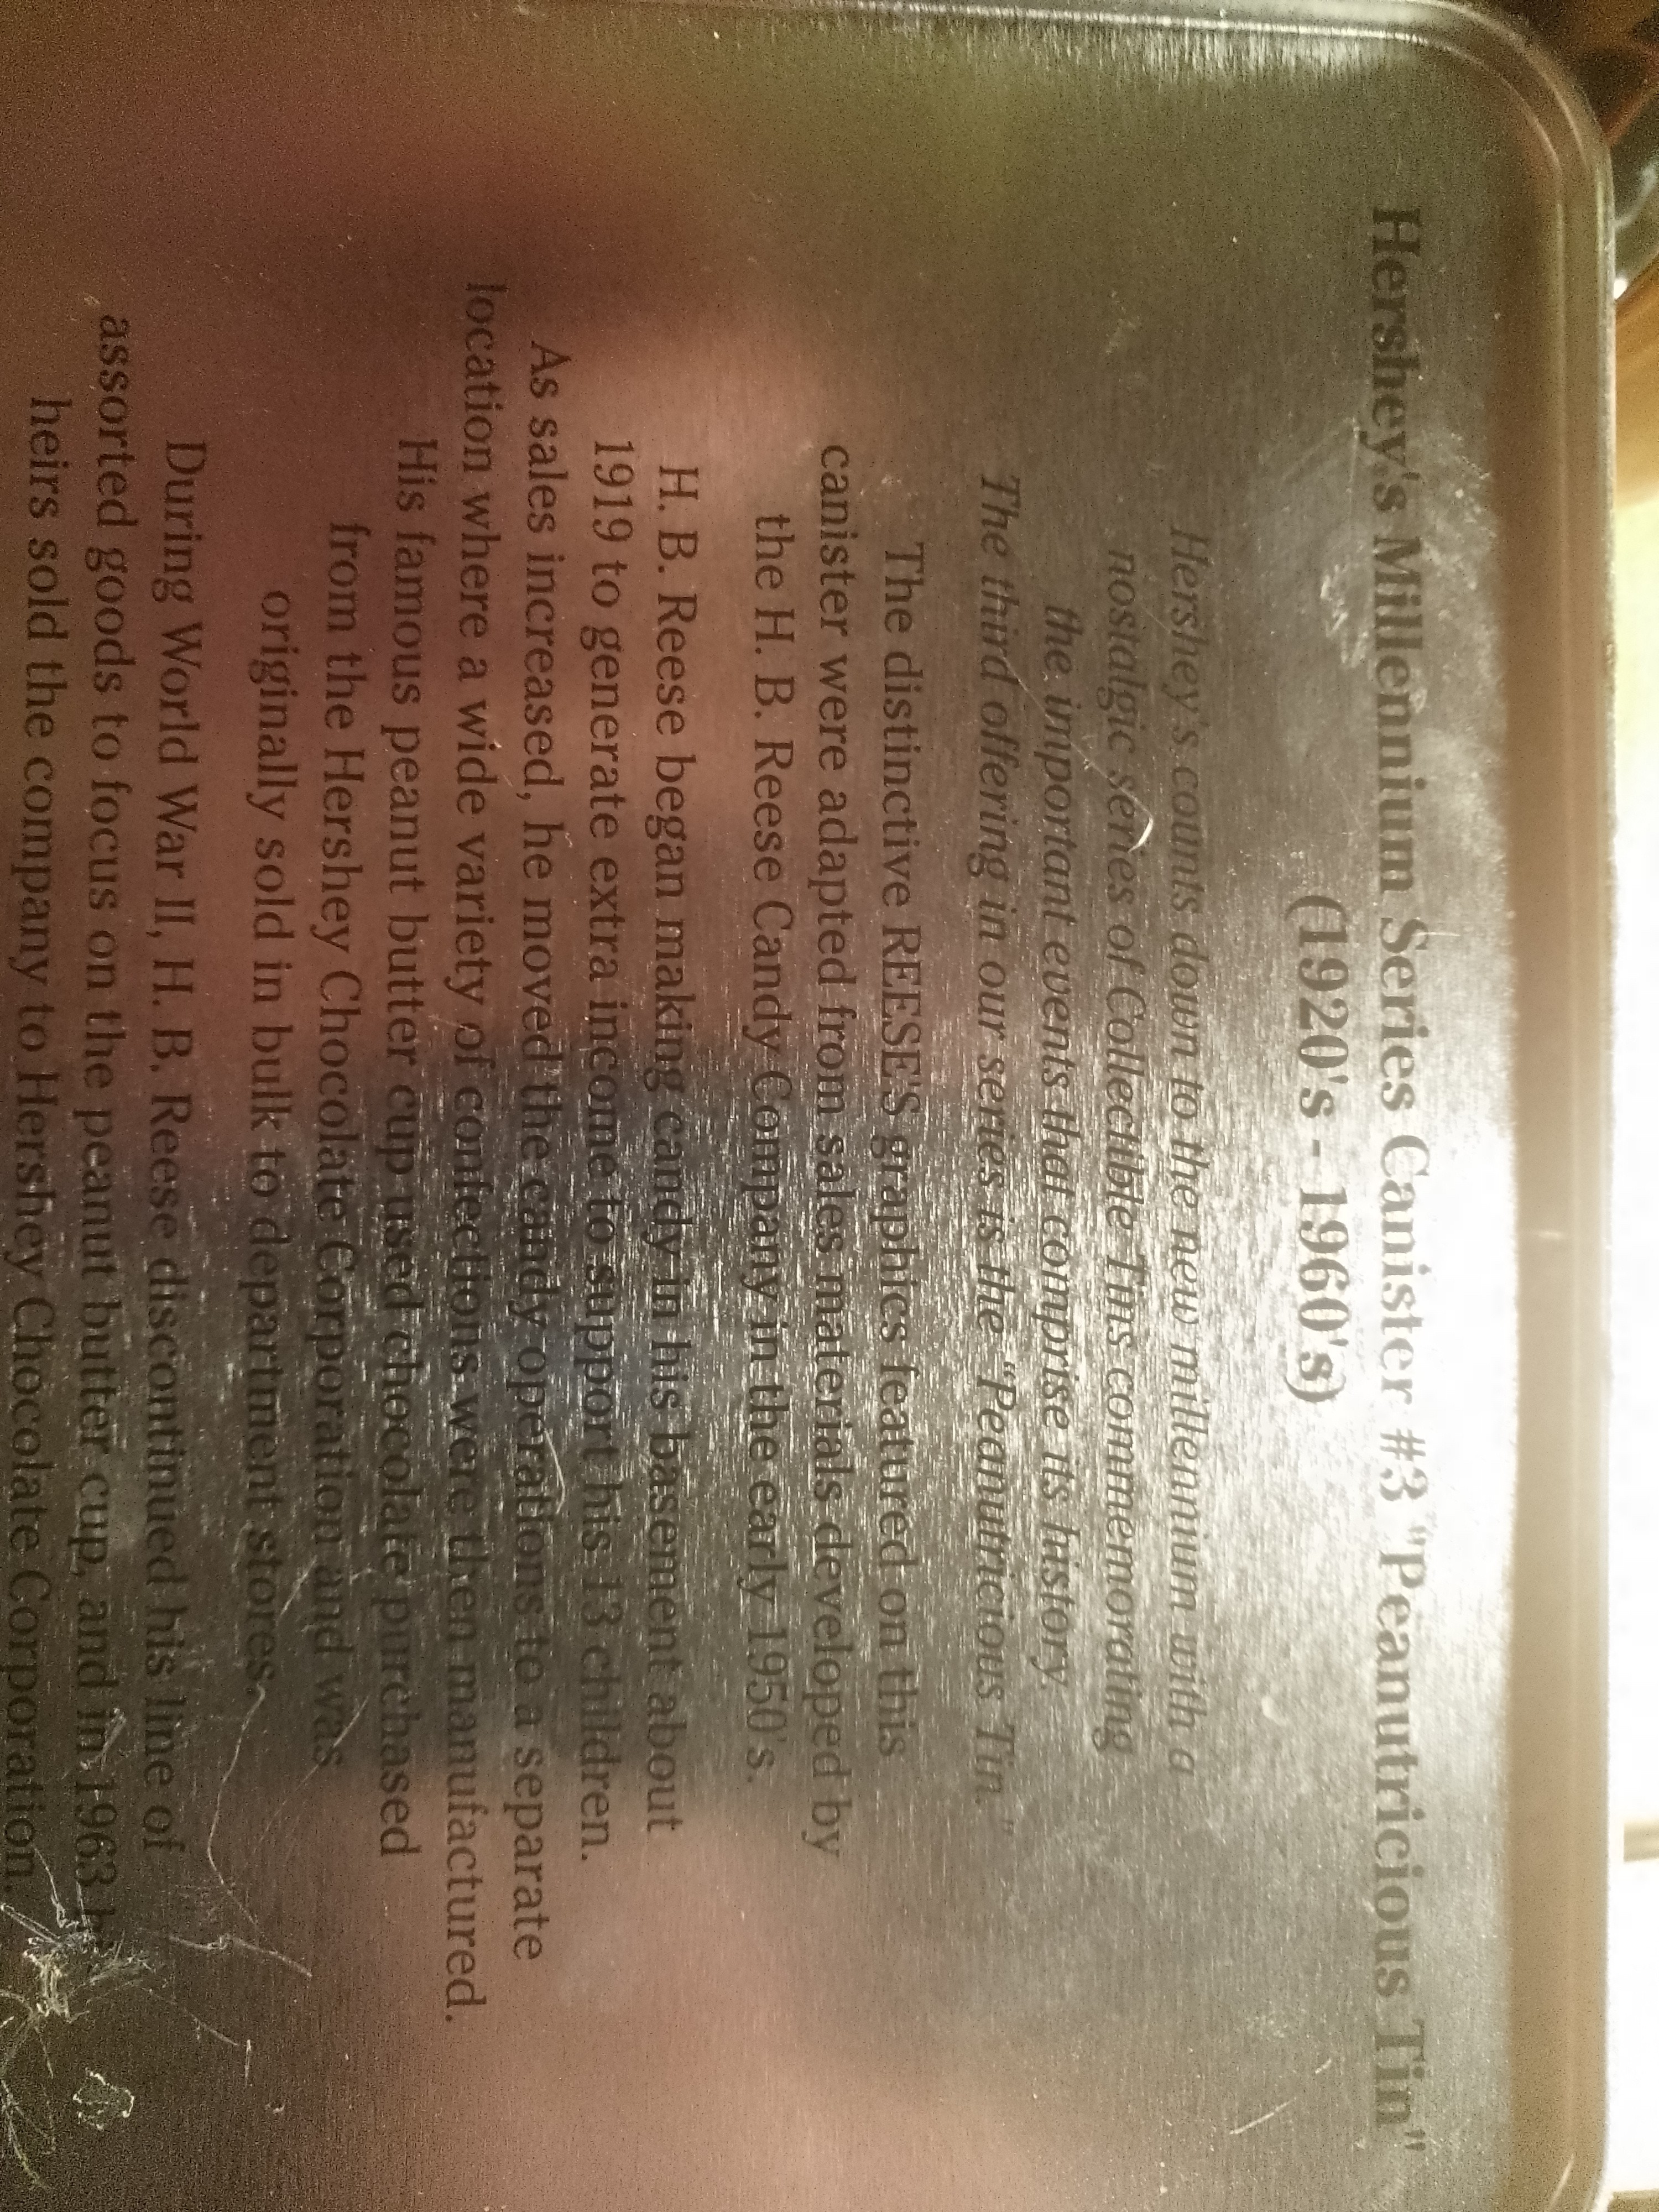 Hershey's Millennium Series Canister #3 "Peanutricious Tin"
(1920's - 1960's)
Hershey's counts down to the new millennium with a
nostalgic series of Collectible Tins commemorating
the important events that comprise its history.
The third offering in our series is the "Peanutricious Tin."
The distinctive REESE'S graphics featured on this
canister were adapted from sales materials developed by
the H. B. Reese Candy Company in the early 1950's.
H. B. Reese began making candy in his basement about
1919 to generate extra income to support his 13 children.
As sales increased, he moved the candy operations to a separate
location where a wide variety of confections were then manufactured.
His famous peanut butter cup used chocolate purchased
from the Hershey Chocolate Corporation and was
originally sold in bulk to department stores.
During World War II, H. B. Reese discontinued his line of
assorted goods to focus on the peanut butter cup, and in 1963
heirs sold the company to Hershey Chocolate Corporation.